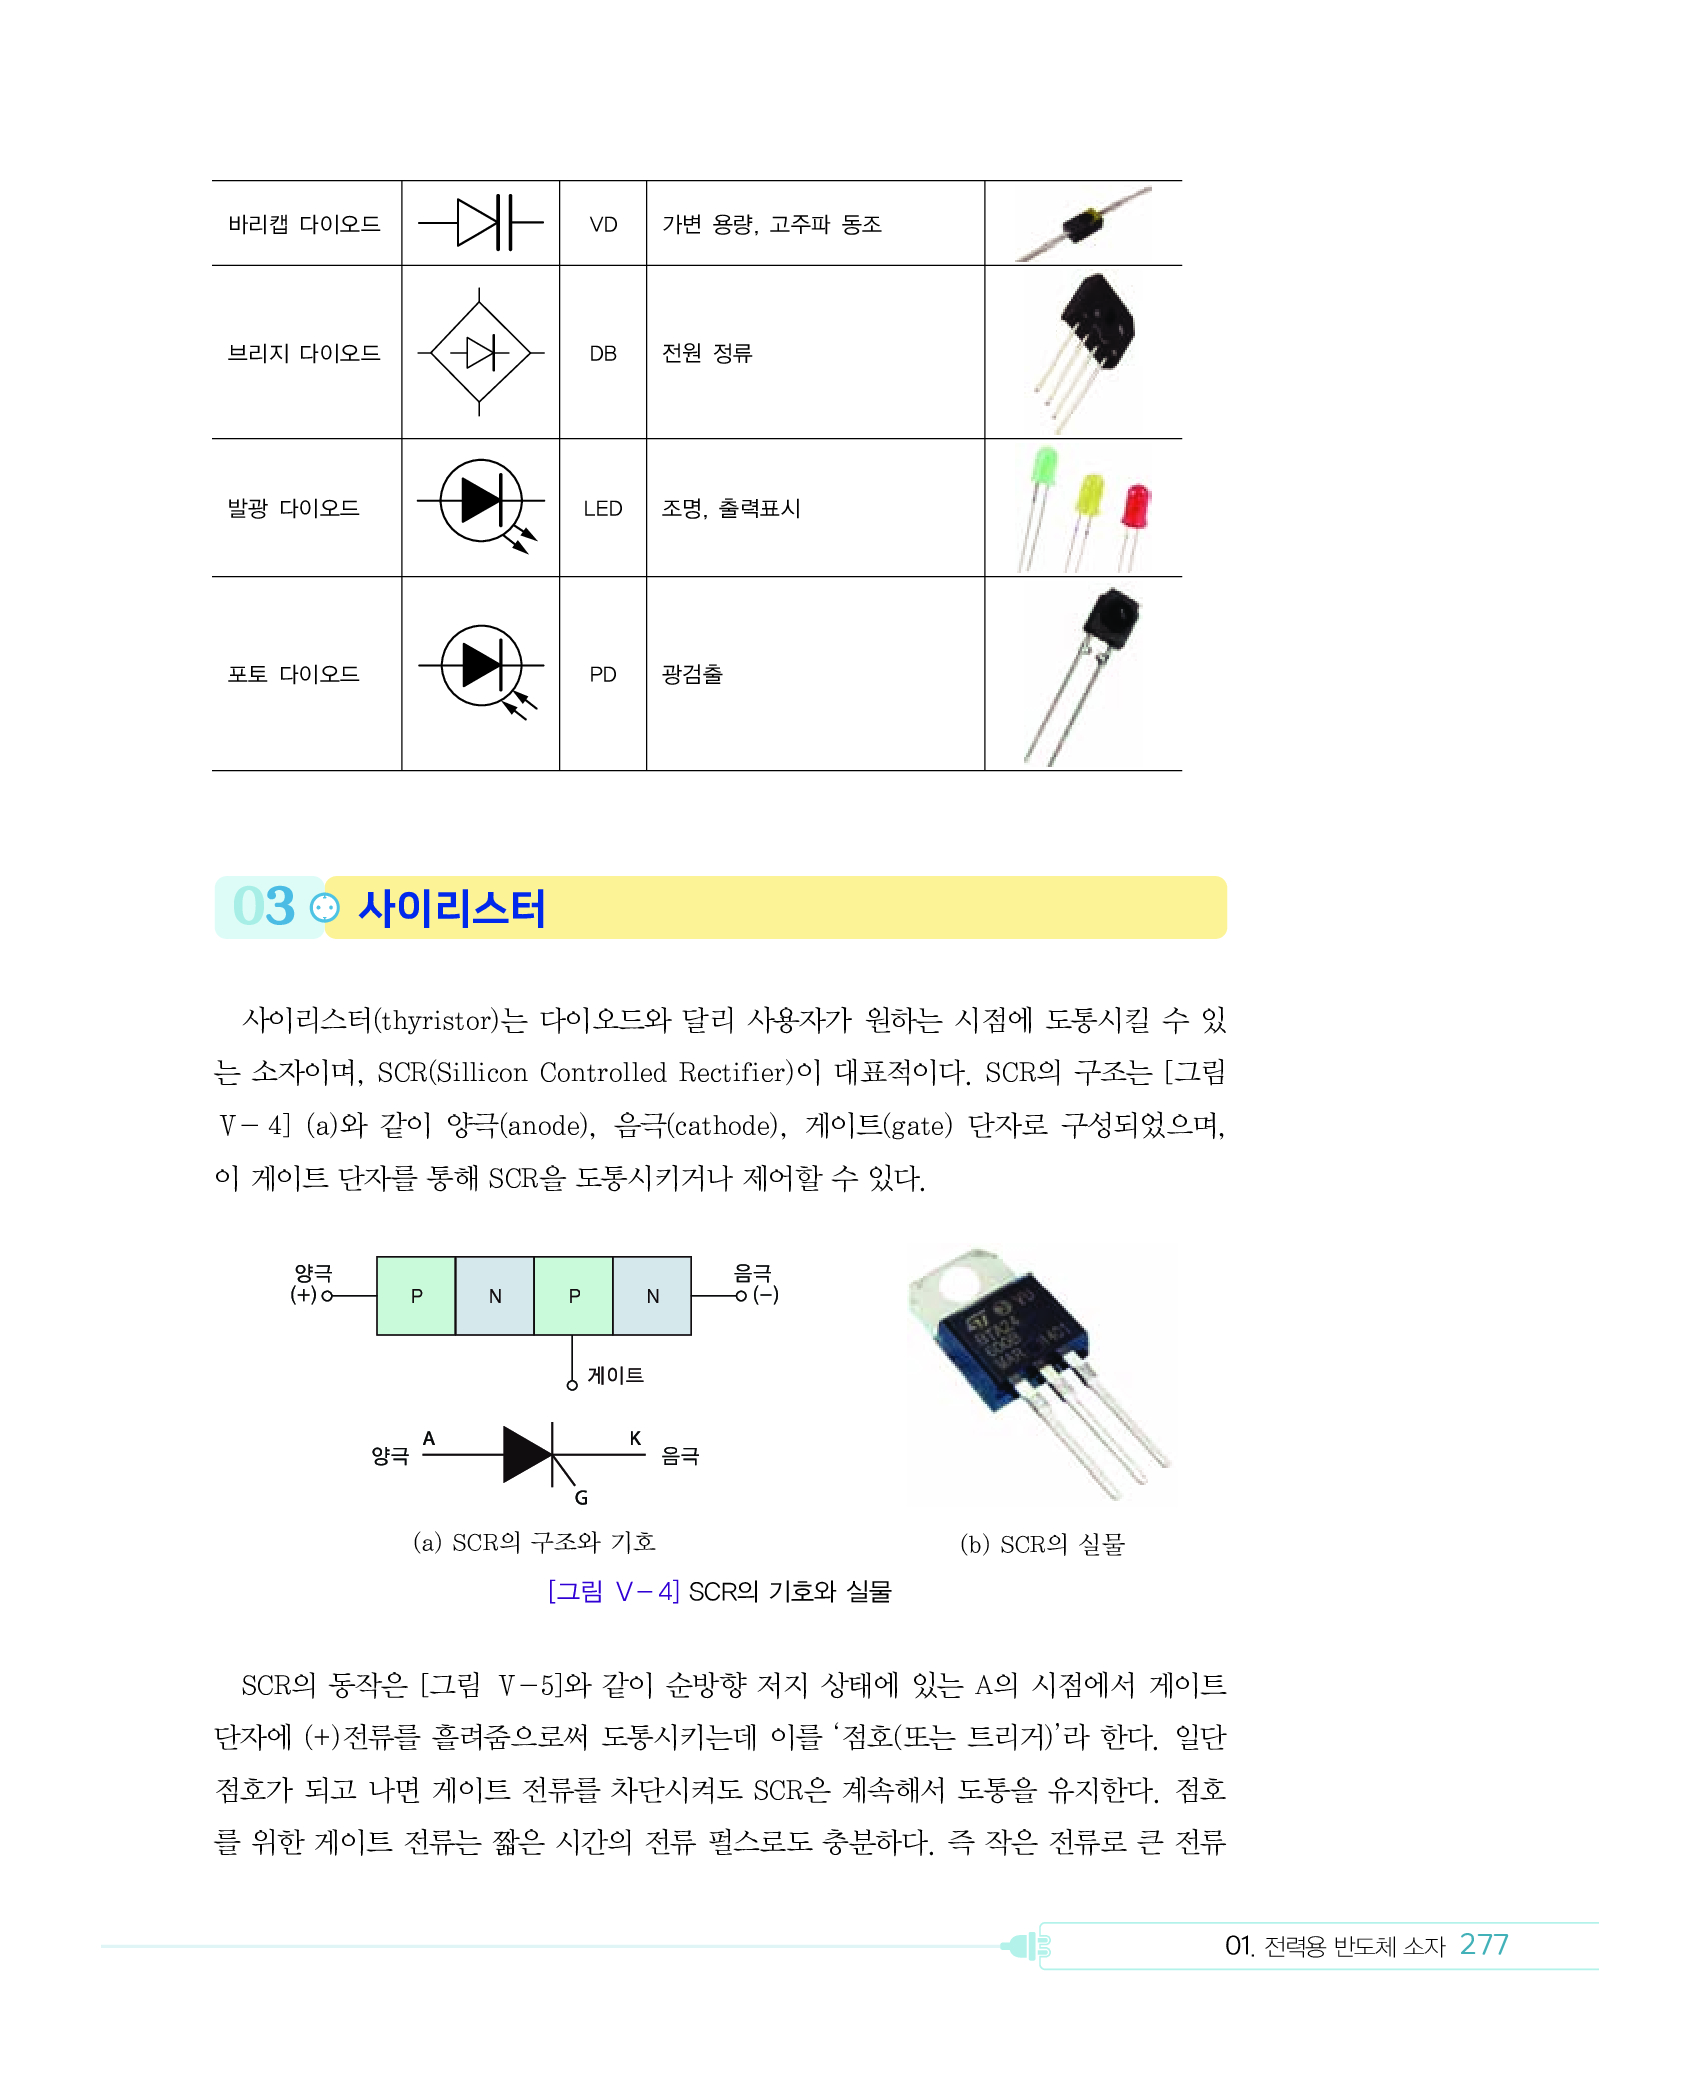 바리캡 다이오드 VD 가변 용량, 고주파 동조
브리지 다이오드 DB 전원 정류
발광 다이오드 LED 조명, 출력표시
포토 다이오드 PD 광검출
03 사이리스터
사이리스터(thyristor)는 다이오드와 달리 사용자가 원하는 시점에 도통시킬 수 있
는 소자이며, SCR(Sillicon Controlled Rectifier)이 대표적이다. SCR의 구조는 [그림
Ⅴ-4] (a)와 같이 양극(anode), 음극(cathode), 게이트(gate) 단자로 구성되었으며,
이 게이트 단자를 통해 SCR을 도통시키거나 제어할 수 있다.
양극 음극
(+) P N P N (-)
게이트
A K
양극 음극
G
BTA24
600B
MAR
(a) SCR의 구조와 기호
(b) SCR의 실물
[그림 Ⅴ-4] SCR의 기호와 실물
SCR의 동작은 [그림 Ⅴ-5]와 같이 순방향 저지 상태에 있는 A의 시점에서 게이트
단자에 (+)전류를 흘려줌으로써 도통시키는데 이를 ‘점호(또는 트리거)’라 한다. 일단
점호가 되고 나면 게이트 전류를 차단시켜도 SCR은 계속해서 도통을 유지한다. 점호
를 위한 게이트 전류는 짧은 시간의 전류 펄스로도 충분하다. 즉 작은 전류로 큰 전류
01. 전력용 반도체 소자 277